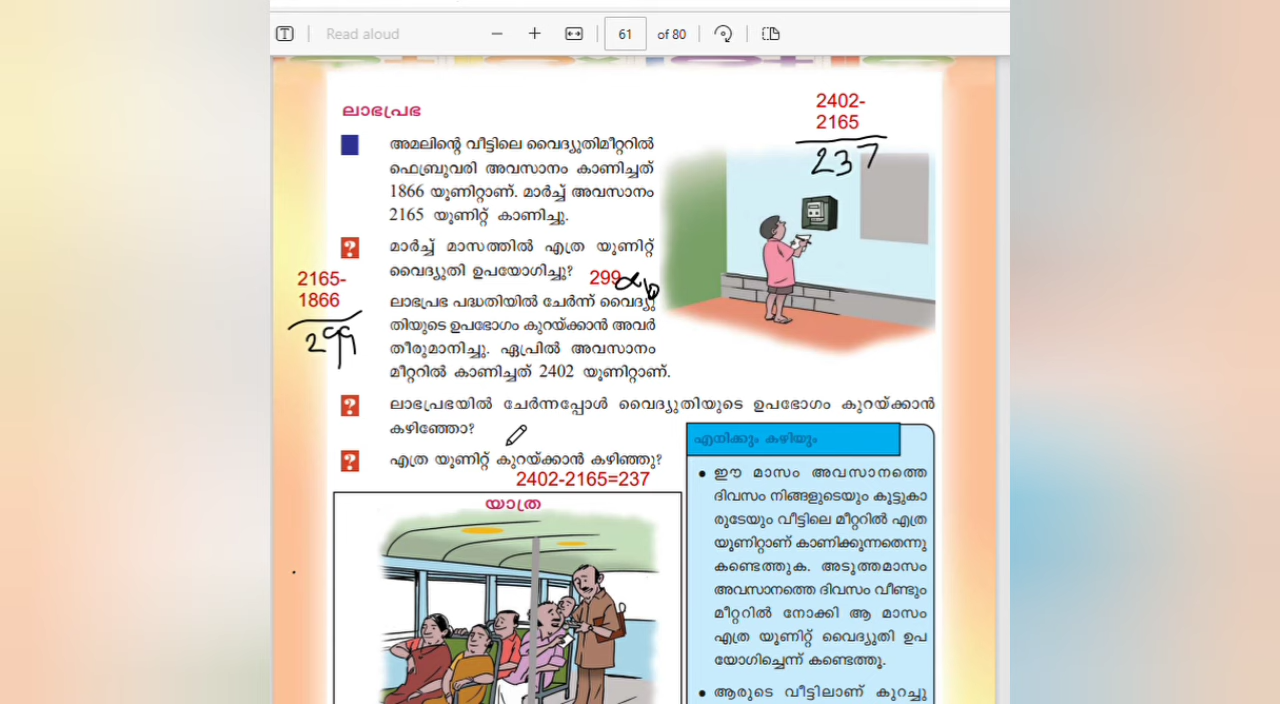 Read aloud
61
of 80
ലാഭപ്രഭ
2402-
2165
237
അമലിന്റെ വീട്ടിലെ വൈദ്യുതിമീറ്ററിൽ
ഫെബ്രുവരി അവസാനം കാണിച്ചത്
1866 യൂണിറ്റാണ്. മാർച്ച് അവസാനം
2165 യൂണിറ്റ് കാണിച്ചു.
മാർച്ച് മാസത്തിൽ എത്ര യൂണിറ്റ്
വൈദ്യുതി ഉപയോഗിച്ചു? 299
2165-
1866
299
ലാഭപ്രഭ പദ്ധതിയിൽ ചേർന്ന് വൈദ്യു
തിയുടെ ഉപഭോഗം കുറയ്ക്കാൻ അവർ
തീരുമാനിച്ചു. ഏപ്രിൽ അവസാനം
മീറ്ററിൽ കാണിച്ചത് 2402 യൂണിറ്റാണ്.
ലാഭപ്രഭയിൽ ചേർന്നപ്പോൾ വൈദ്യുതിയുടെ ഉപഭോഗം കുറയ്ക്കാൻ
കഴിഞ്ഞോ?
എത്ര യൂണിറ്റ് കുറയ്ക്കാൻ കഴിഞ്ഞു?
2402-2165=237
യാത്ര
എനിക്കും കഴിയും
• ഈ മാസം അവസാനത്തെ
ദിവസം നിങ്ങളുടെയും കൂട്ടുകാ
രുടേയും വീട്ടിലെ മീറ്ററിൽ എത്ര
യൂണിറ്റാണ് കാണിക്കുന്നതെന്നു
കണ്ടെത്തുക. അടുത്തമാസം
അവസാനത്തെ ദിവസം വീണ്ടും
മീറ്ററിൽ നോക്കി ആ മാസം
എത്ര യൂണിറ്റ് വൈദ്യുതി ഉപ
യോഗിച്ചെന്ന് കണ്ടെത്തൂ.
• ആരുടെ വീട്ടിലാണ് കുറച്ചു